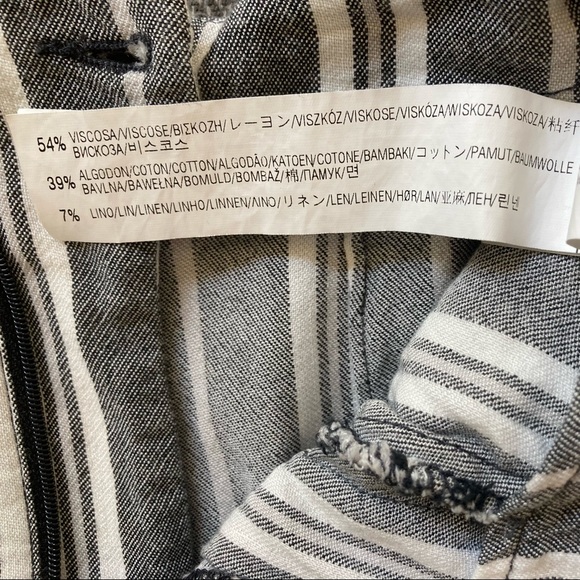 54% VISCOSA/VISCOSE/ΒΙΣΚΟΖΗ/レーヨン/VISZKÓZ/VISKOSE/VISKÓZA/WISKOZA/VISKOZA/粘纤
ВИСКОЗА/비스코스
39% ALGODON/COTON/COTTON/ALGODÃO/KATOEN/COTONE/BAMBAKI/コットン/PAMUT/BAUMWOLLE
BAVLNA/BAWEŁNA/BOMULD/BOMBAŽ/棉/ПАМУК/면
7% LINO/LIN/LINEN/LINHO/LINNEN/ΛΙΝΟ/リネン/LEN/LEINEN/HØR/LAN/亚麻/ЛЕН/린넨